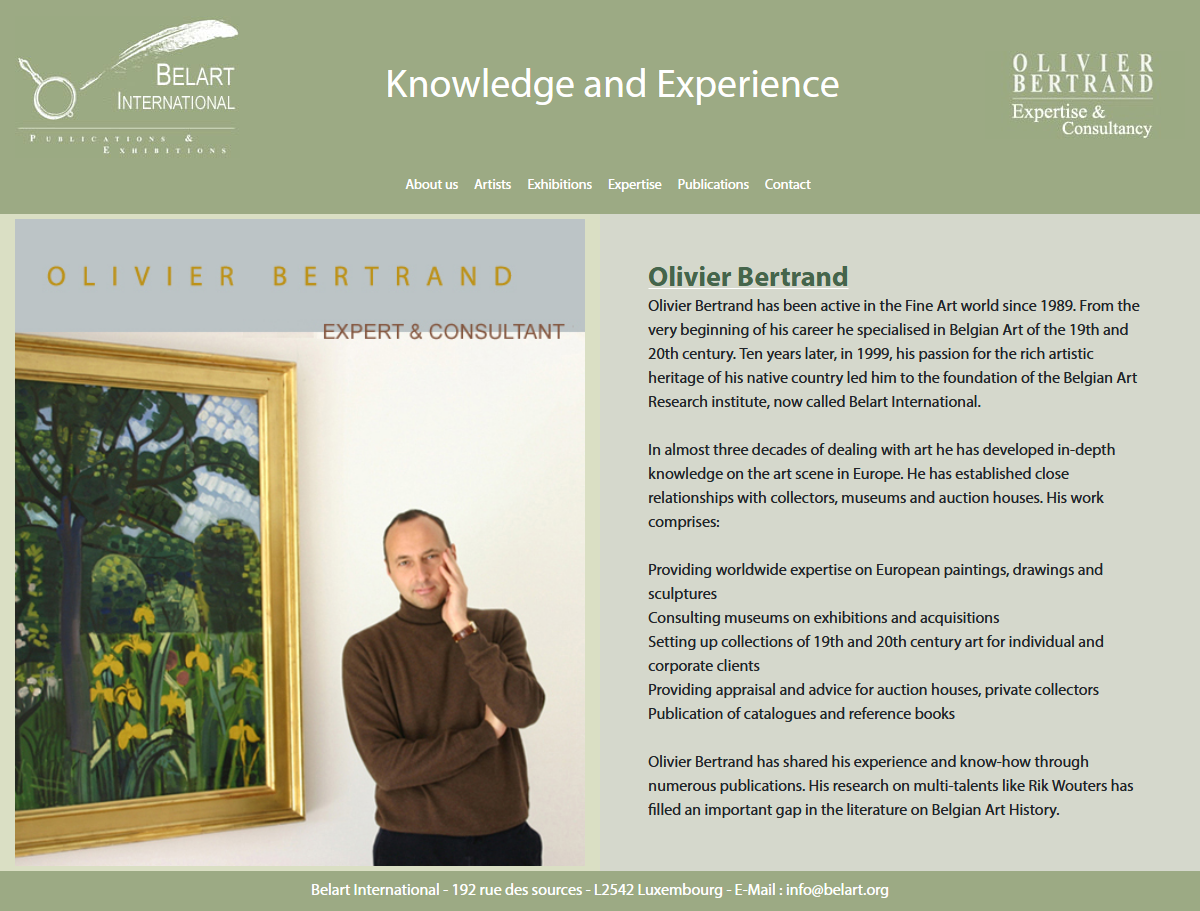 BELART
INTERNATIONAL
PUBLICATIONS &
EXHIBITIONS
Knowledge and Experience
OLIVIER
BERTRAND
Expertise &
Consultancy
About us Artists Exhibitions Expertise Publications Contact
OLIVIER BERTRAND
EXPERT & CONSULTANT
Olivier Bertrand
Olivier Bertrand has been active in the Fine Art world since 1989. From the
very beginning of his career he specialised in Belgian Art of the 19th and
20th century. Ten years later, in 1999, his passion for the rich artistic
heritage of his native country led him to the foundation of the Belgian Art
Research institute, now called Belart International.
In almost three decades of dealing with art he has developed in-depth
knowledge on the art scene in Europe. He has established close
relationships with collectors, museums and auction houses. His work
comprises:
Providing worldwide expertise on European paintings, drawings and
sculptures
Consulting museums on exhibitions and acquisitions
Setting up collections of 19th and 20th century art for individual and
corporate clients
Providing appraisal and advice for auction houses, private collectors
Publication of catalogues and reference books
Olivier Bertrand has shared his experience and know-how through
numerous publications. His research on multi-talents like Rik Wouters has
filled an important gap in the literature on Belgian Art History.
Belart International - 192 rue des sources - L2542 Luxembourg - E-Mail : info@belart.org